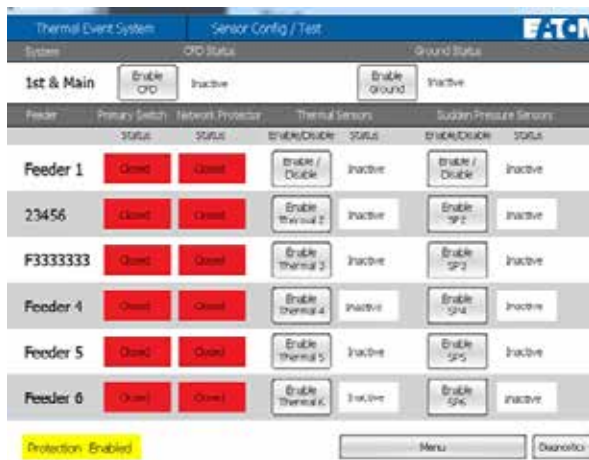 Thermal Event System Sensor Config / Test EATON
System CFD Status Ground Status
1st & Main Enable CFD Inactive Enable Ground Inactive
Feeder Primary Switch Network Protector Thermal Sensors Sudden Pressure Sensors
Status Status Enable/Disable Status Enable/Disable Status
Feeder 1 Closed Closed Enable / Disable Inactive Enable / Disable Inactive
23456 Closed Closed Enable Thermal 2 Inactive Enable SP2 Inactive
F3333333 Closed Closed Enable Thermal 3 Inactive Enable SP3 Inactive
Feeder 4 Closed Closed Enable Thermal 4 Inactive Enable SP4 Inactive
Feeder 5 Closed Closed Enable Thermal 5 Inactive Enable SP5 Inactive
Feeder 6 Closed Closed Enable Thermal 6 Inactive Enable SP6 Inactive
Protection Enabled Menu Diagnostics